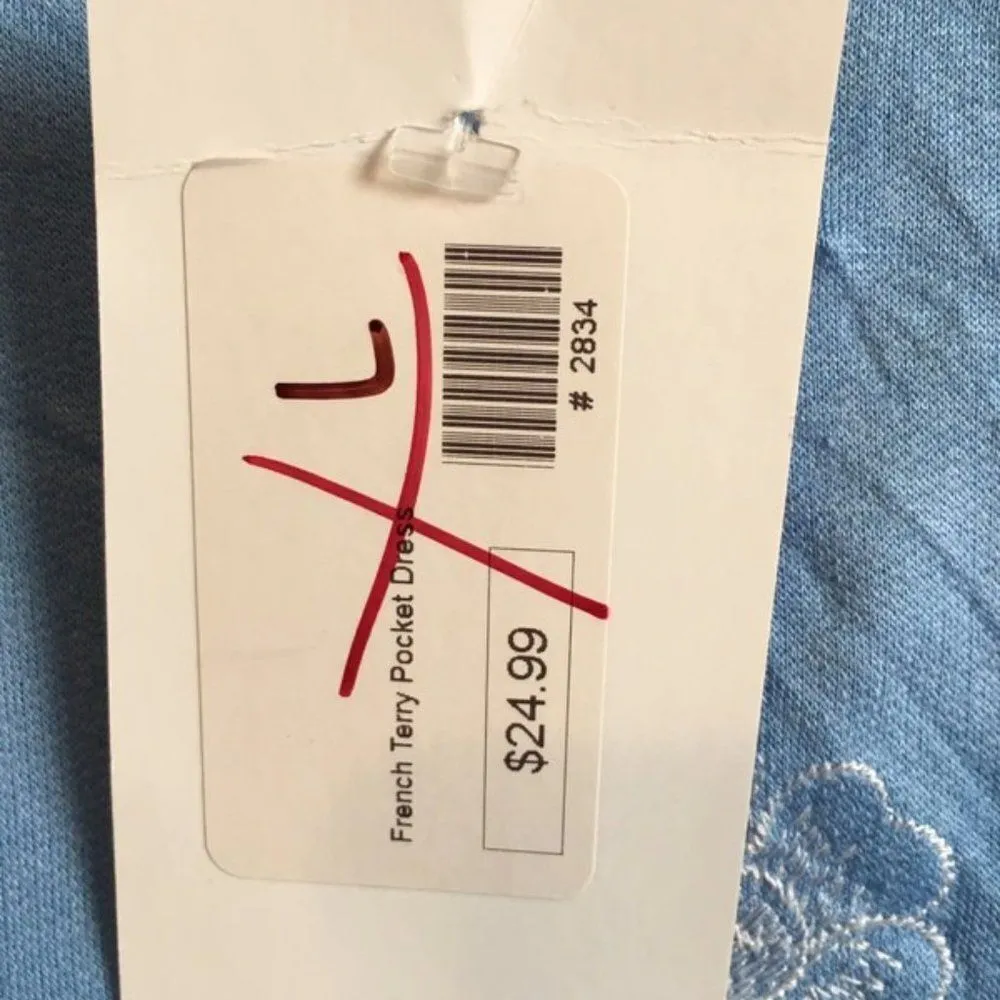 L
French Terry Pocket Dress
# 2834
$24.99